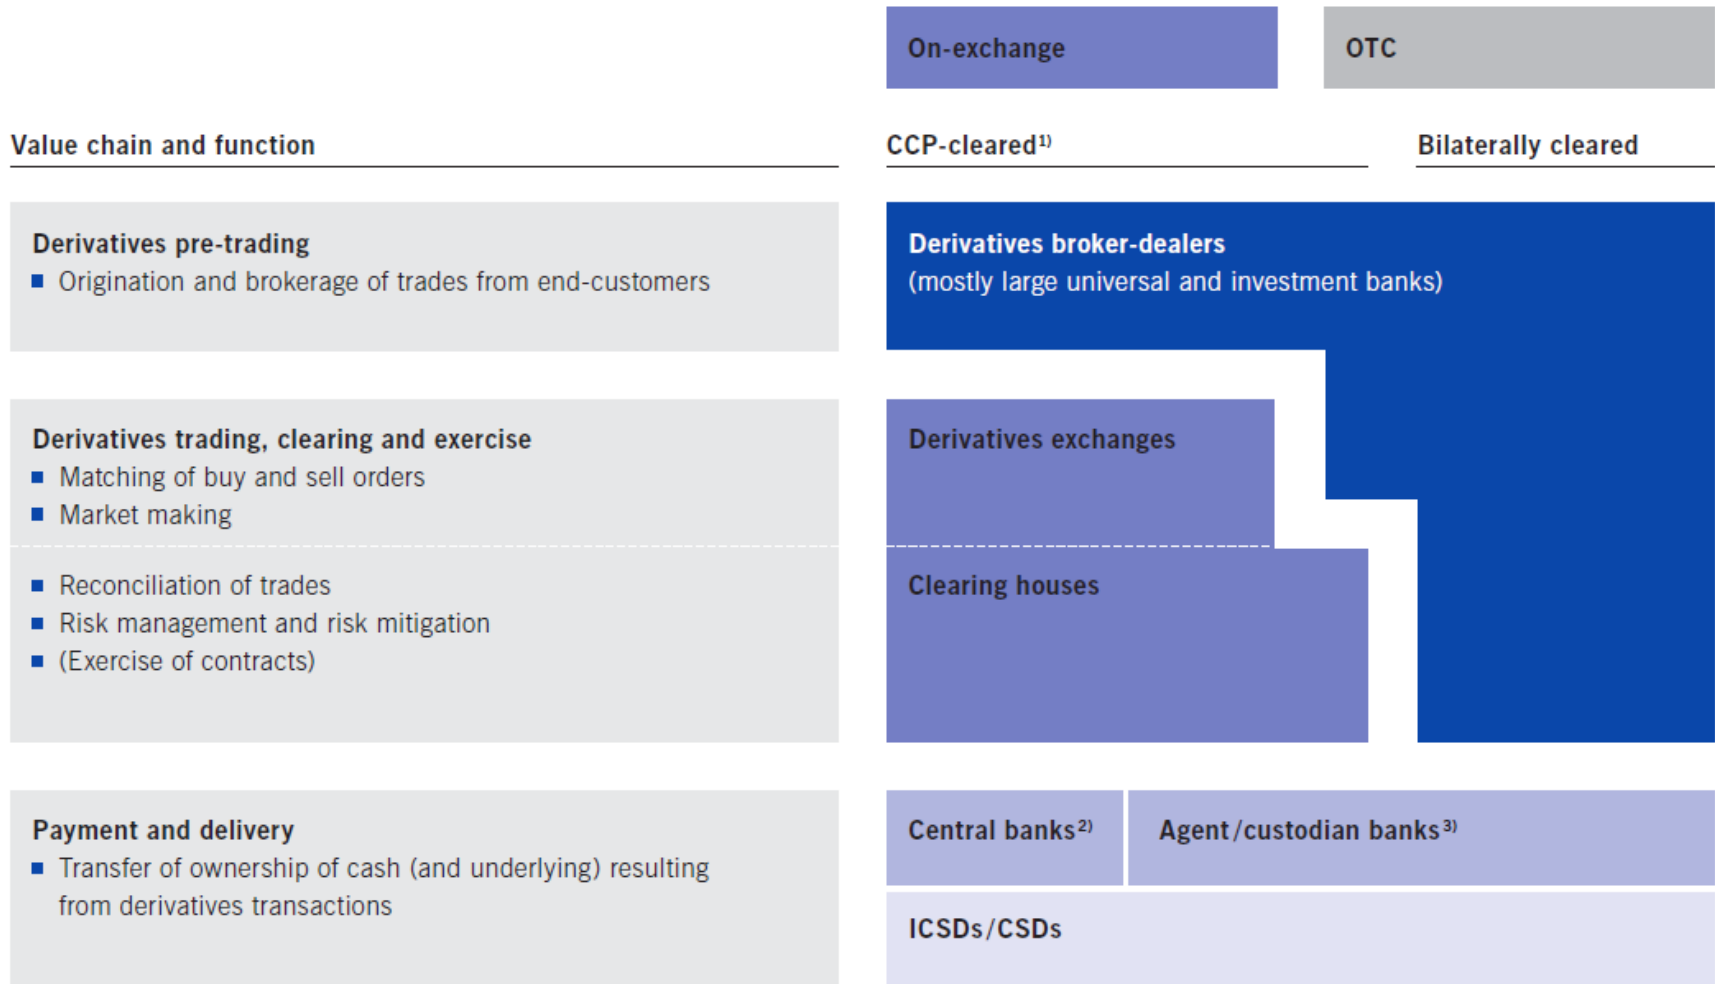 On-exchange
OTC
Value chain and function
CCP-cleared¹⁾
Bilaterally cleared
Derivatives pre-trading
■ Origination and brokerage of trades from end-customers
Derivatives broker-dealers
(mostly large universal and investment banks)
Derivatives trading, clearing and exercise
■ Matching of buy and sell orders
■ Market making
Derivatives exchanges
■ Reconciliation of trades
■ Risk management and risk mitigation
■ (Exercise of contracts)
Clearing houses
Payment and delivery
■ Transfer of ownership of cash (and underlying) resulting
from derivatives transactions
Central banks²⁾
Agent/custodian banks³⁾
ICSDs/CSDs